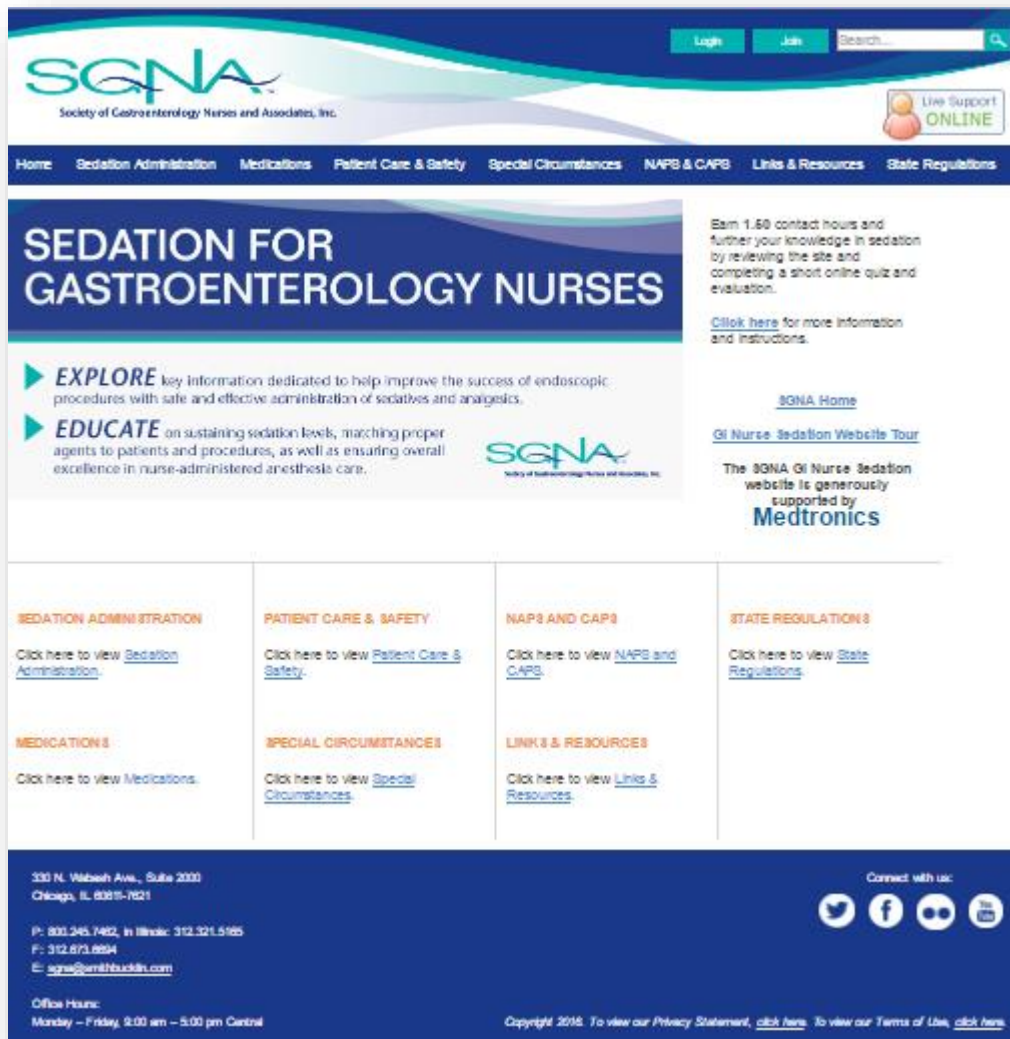 Login
Join
Search...
SGNA
Society of Gastroenterology Nurses and Associates, Inc.
Live Support
ONLINE
Home
Sedation Administration
Medications
Patient Care & Safety
Special Circumstances
NAPS & CAPS
Links & Resources
State Regulations
SEDATION FOR
GASTROENTEROLOGY NURSES
EXPLORE key information dedicated to help improve the success of endoscopic
procedures with safe and effective administration of sedatives and analgesics.
EDUCATE on sustaining sedation levels, matching proper
agents to patients and procedures, as well as ensuring overall
excellence in nurse-administered anesthesia care.
SGNA
Society of Gastroenterology Nurses and Associates, Inc.
Earn 1.50 contact hours and
further your knowledge in sedation
by reviewing the site and
completing a short online quiz and
evaluation.
Click here for more information
and instructions.
SGNA Home
GI Nurse Sedation Website Tour
The SGNA GI Nurse Sedation
website is generously
supported by
Medtronics
SEDATION ADMINISTRATION
Click here to view Sedation
Administration.
PATIENT CARE & SAFETY
Click here to view Patient Care &
Safety.
NAPS AND CAPS
Click here to view NAPS and
CAPS.
STATE REGULATIONS
Click here to view State
Regulations.
MEDICATIONS
Click here to view Medications.
SPECIAL CIRCUMSTANCES
Click here to view Special
Circumstances.
LINKS & RESOURCES
Click here to view Links &
Resources.
330 N. Wabash Ave., Suite 2000
Chicago, IL 60611-7621
P: 800.245.7462, in Illinois: 312.321.5165
F: 312.673.6694
E: sgna@smithbucklin.com
Office Hours:
Monday – Friday, 9:00 am – 5:00 pm Central
Connect with us:
You
Tube
Copyright 2016. To view our Privacy Statement, click here. To view our Terms of Use, click here.